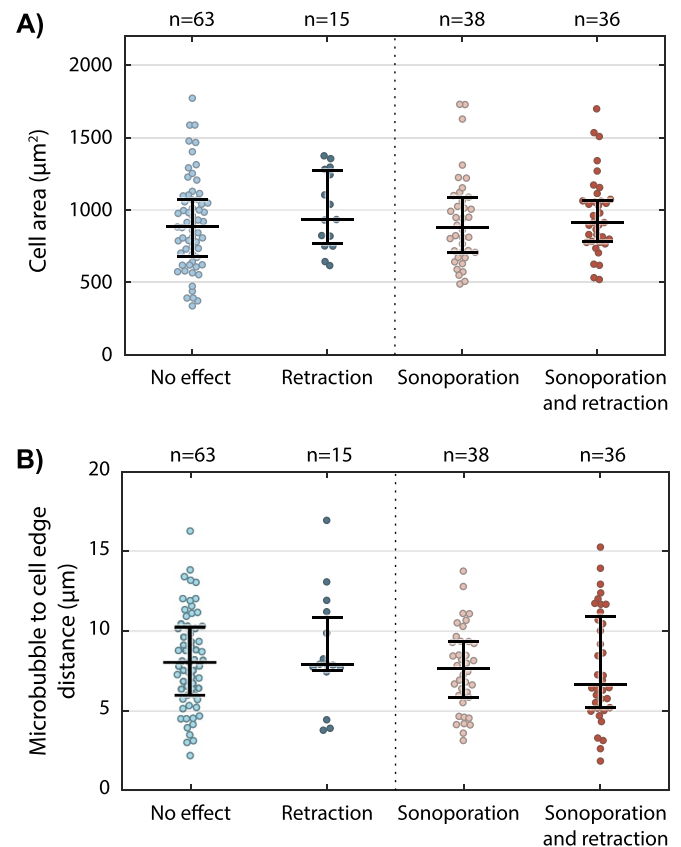 A)
n=63 n=15 n=38 n=36
Cell area (µm²)
2000
1500
1000
500
0
No effect Retraction Sonoporation Sonoporation
and retraction
B)
n=63 n=15 n=38 n=36
Microbubble to cell edge
distance (µm)
20
15
10
5
0
No effect Retraction Sonoporation Sonoporation
and retraction